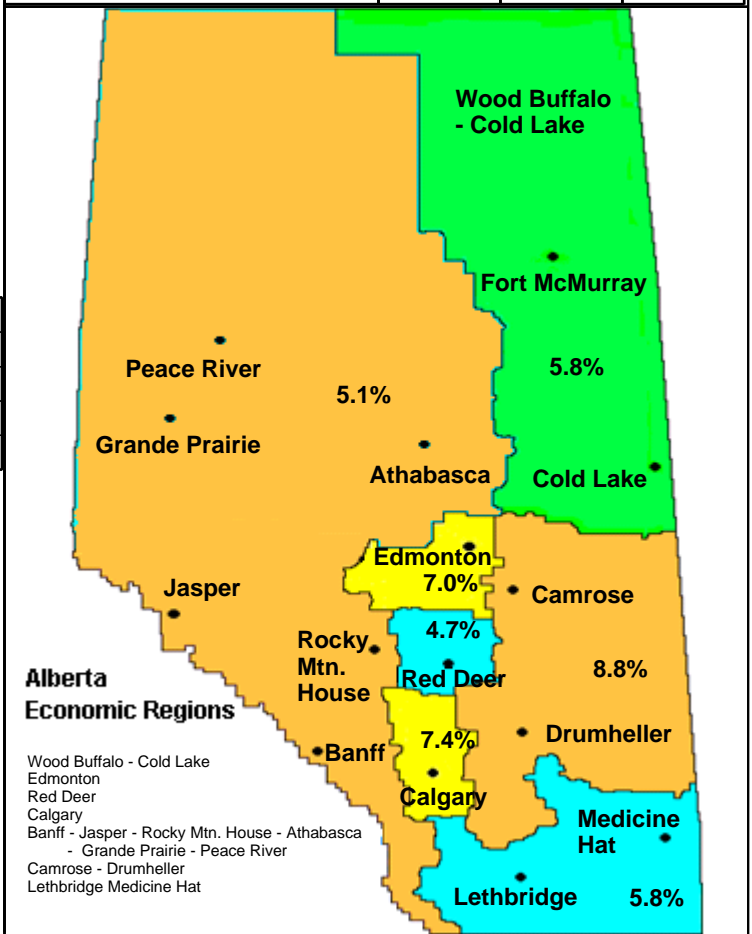 Wood Buffalo
- Cold Lake
Fort McMurray
5.8%
Peace River
5.1%
Grande Prairie
Athabasca
Cold Lake
Edmonton
7.0%
Jasper
Camrose
4.7%
Rocky
Mtn.
House
Red Deer
8.8%
Alberta
Economic Regions
7.4%
Drumheller
Banff
Calgary
Wood Buffalo - Cold Lake
Edmonton
Red Deer
Calgary
Banff - Jasper - Rocky Mtn. House - Athabasca
- Grande Prairie - Peace River
Camrose - Drumheller
Lethbridge Medicine Hat
Medicine
Hat
Lethbridge
5.8%